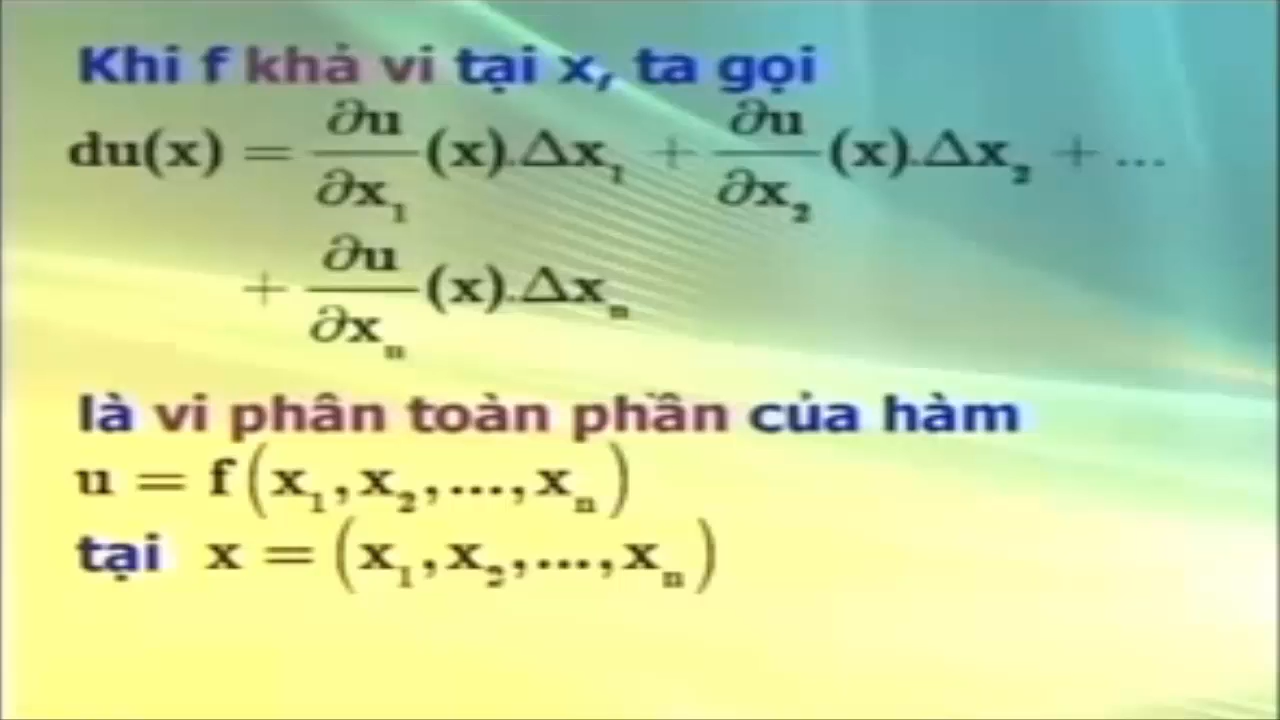 Khi f khả vi tại x, ta gọi
du(x) = ∂u/∂x₁ (x).Δx₁ + ∂u/∂x₂ (x).Δx₂ + ...
+ ∂u/∂xₙ (x).Δxₙ
là vi phân toàn phần của hàm
u = f(x₁,x₂,...,xₙ)
tại x = (x₁,x₂,...,xₙ)